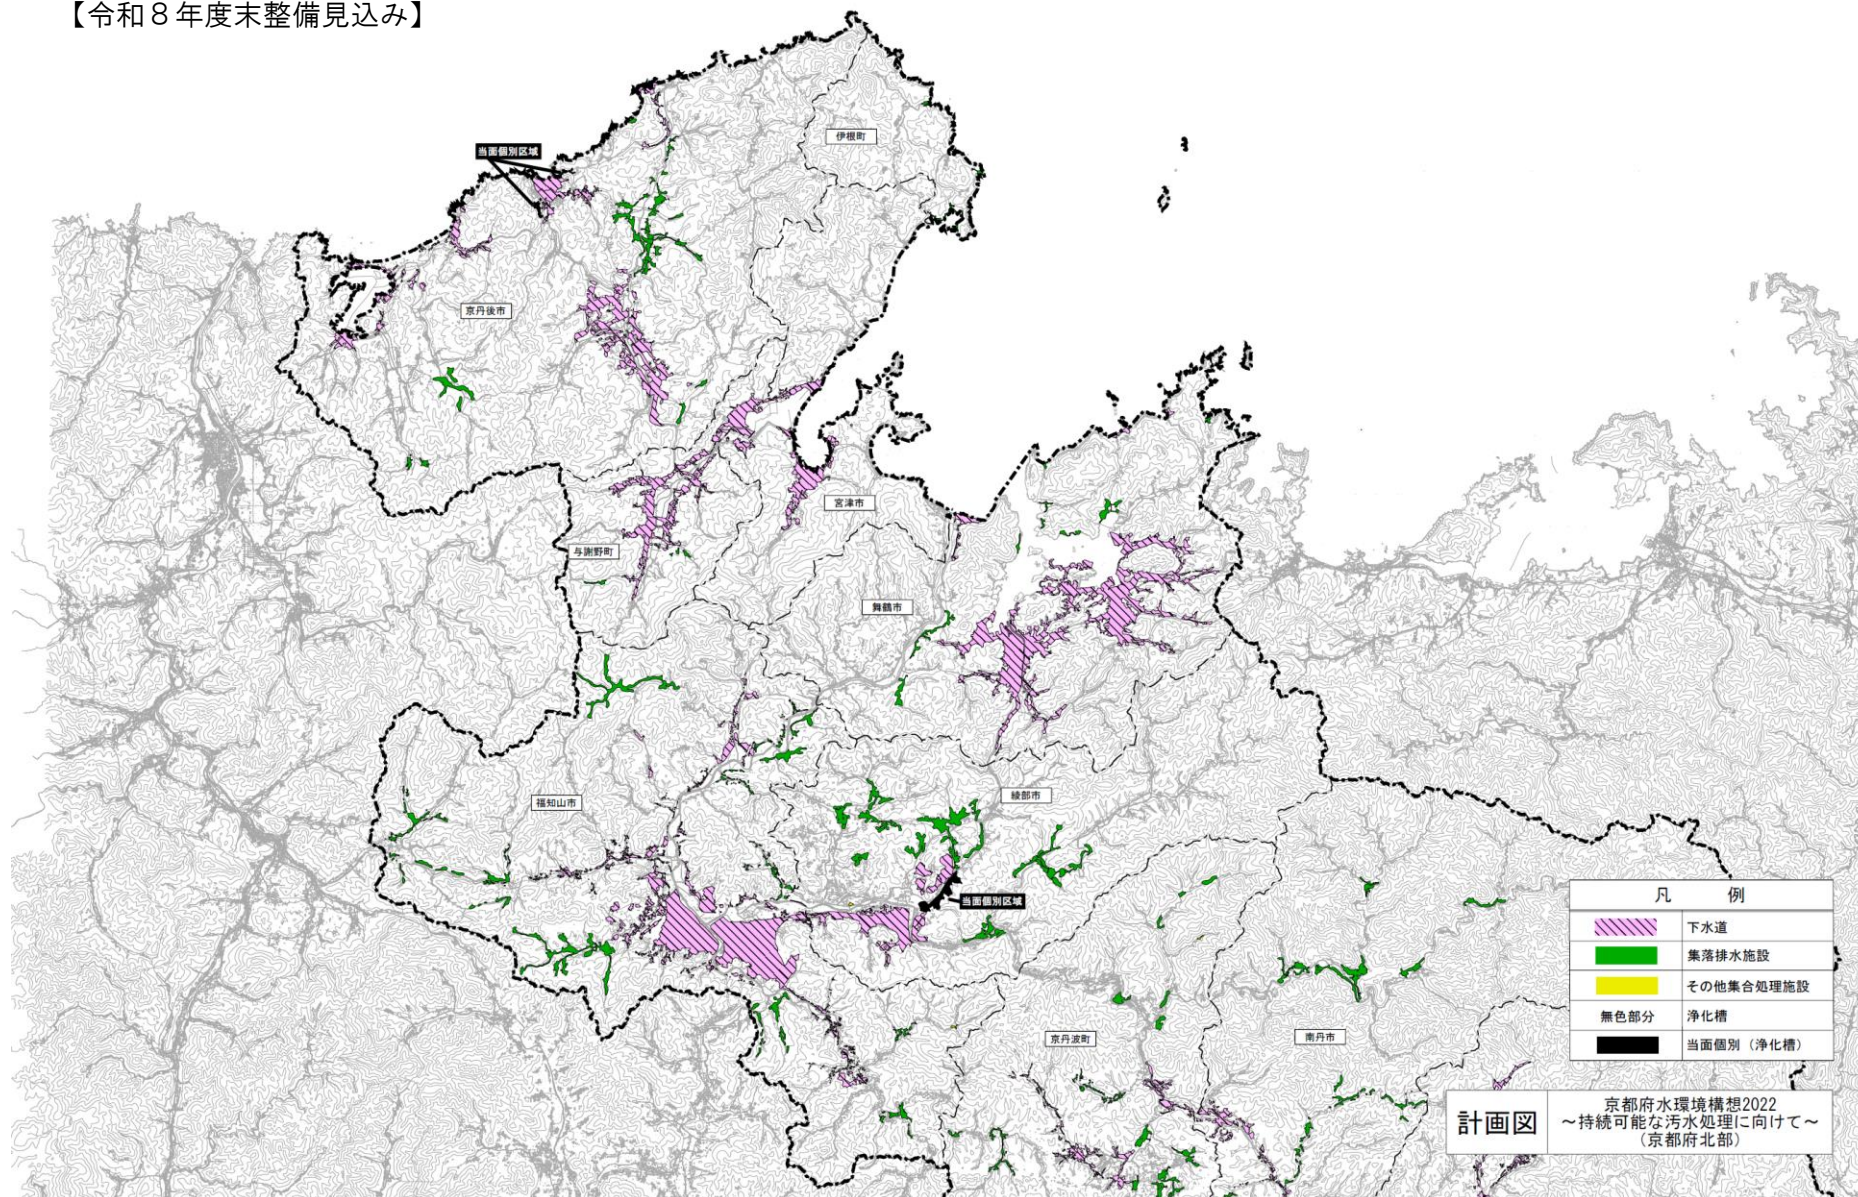 【令和８年度末整備見込み】
伊根町
当面個別区域
京丹後市
宮津市
与謝野町
舞鶴市
福知山市
綾部市
当面個別区域
京丹波町
南丹市
凡 例
下水道
集落排水施設
その他集合処理施設
無色部分 浄化槽
当面個別（浄化槽）
計画図
京都府水環境構想2022
～持続可能な汚水処理に向けて～
（京都府北部）